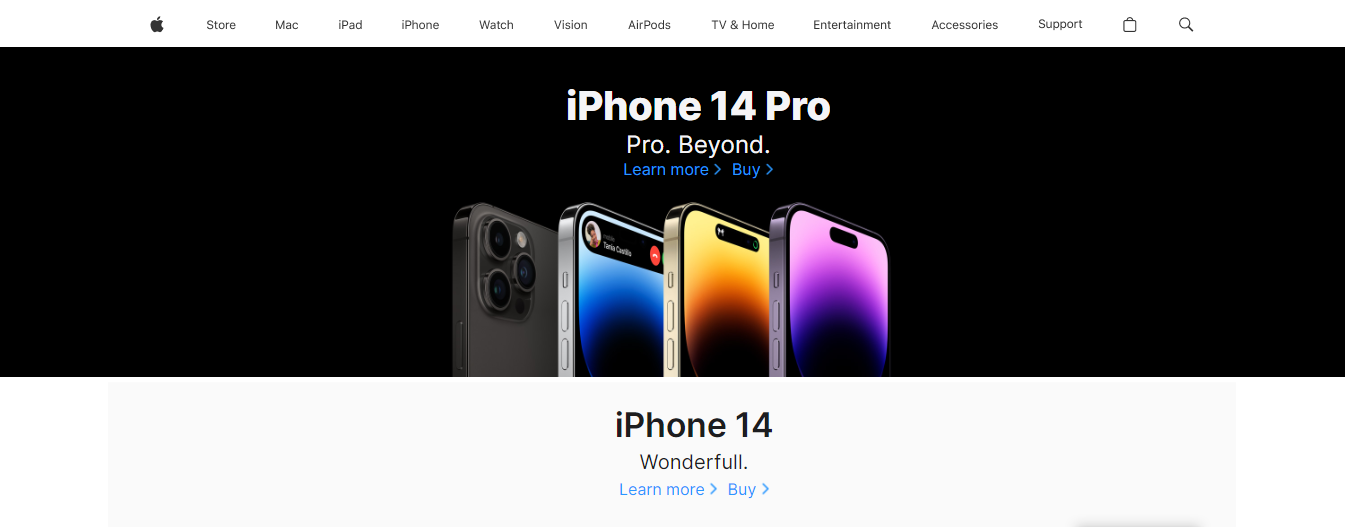 Store Mac iPad iPhone Watch Vision AirPods TV & Home Entertainment Accessories Support
iPhone 14 Pro
Pro. Beyond.
Learn more > Buy >
Tania Castillo
iPhone 14
Wonderfull.
Learn more > Buy >